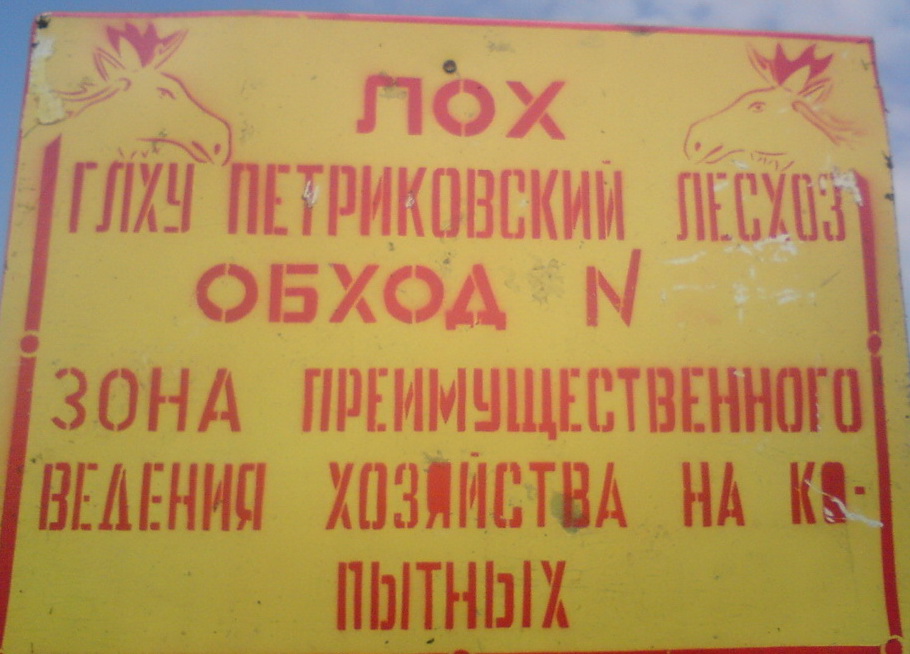 ЛОХ
ГЛХУ ПЕТРИКОВСКИЙ ЛЕСХОЗ
ОБХОД N
ЗОНА ПРЕИМУЩЕСТВЕННОГО
ВЕДЕНИЯ ХОЗЯЙСТВА НА КО-
ПЫТНЫХ